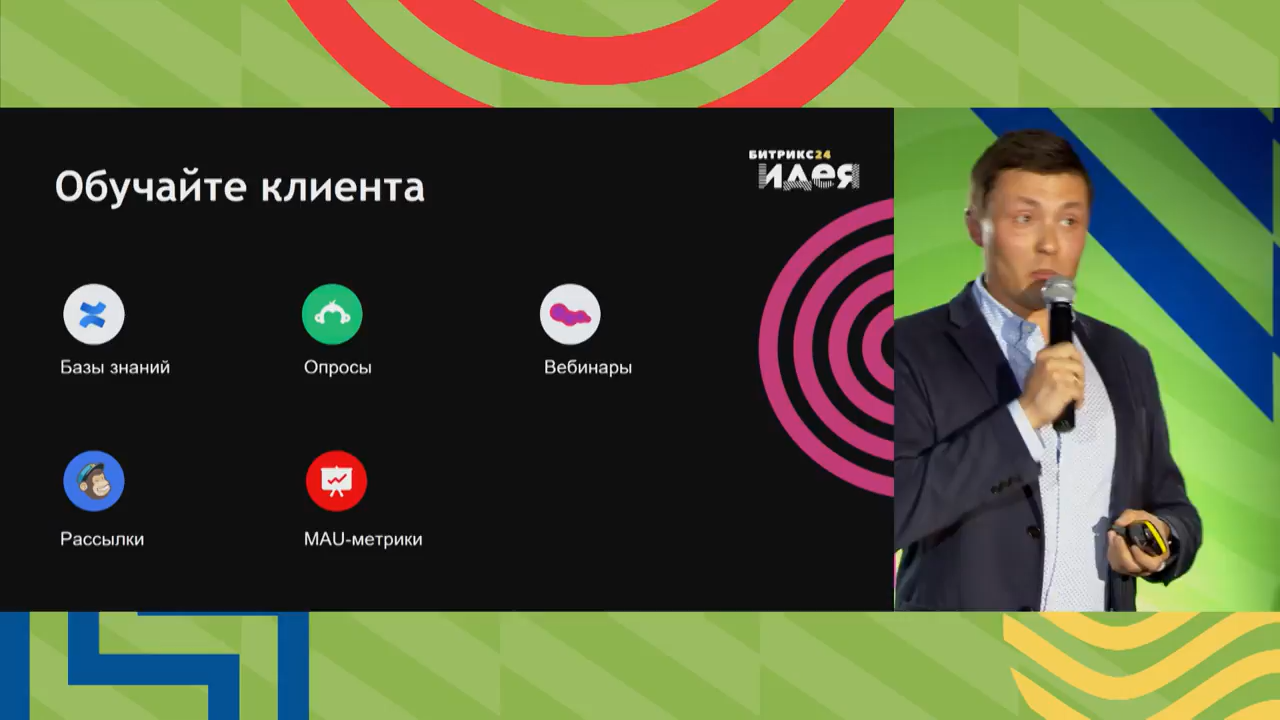 Обучайте клиента
БИТРИКС24
идея
Базы знаний
Опросы
Вебинары
Рассылки
MAU-метрики